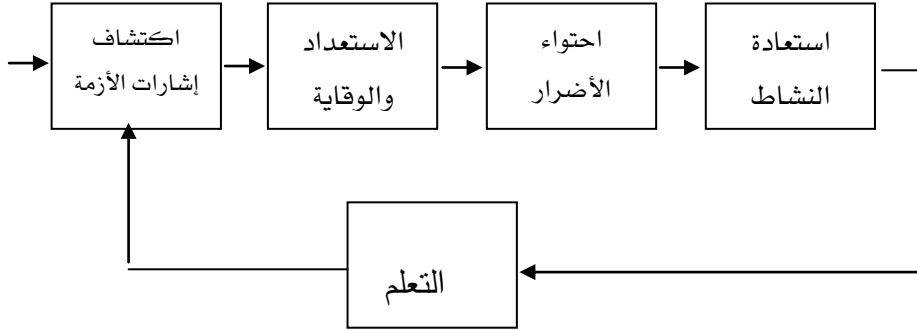 اكتشاف
إشارات الأزمة
الاستعداد
والوقاية
احتواء
الأضرار
استعادة
النشاط
التعلم